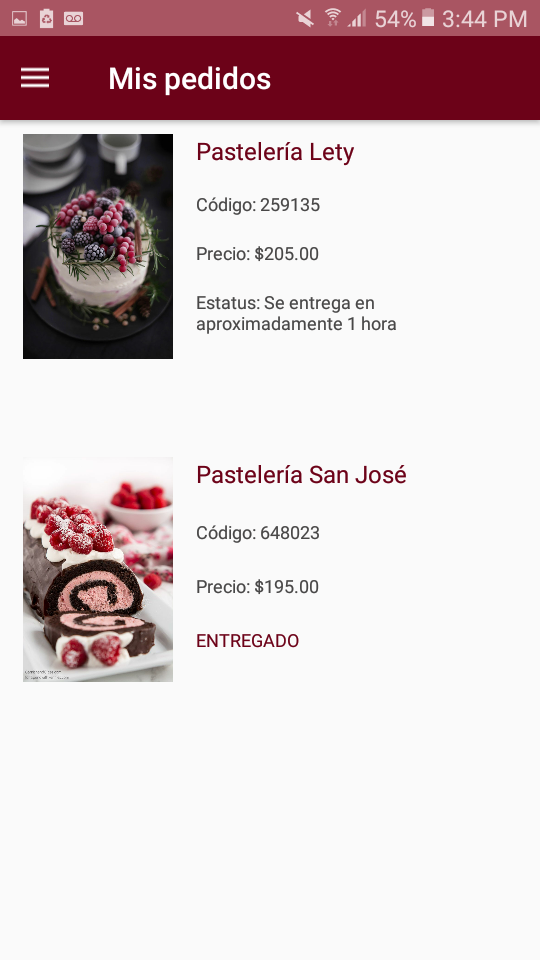 54% 3:44 PM
Mis pedidos
Pastelería Lety
Código: 259135
Precio: $205.00
Estatus: Se entrega en
aproximadamente 1 hora
Pastelería San José
Código: 648023
Precio: $195.00
ENTREGADO